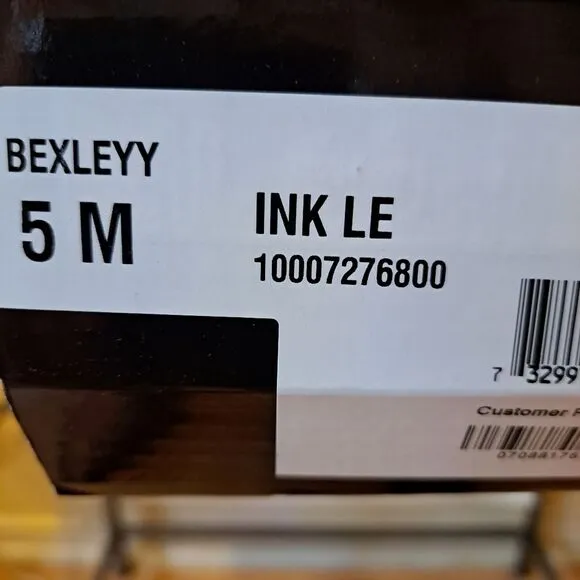 BEXLEYY
5 M
INK LE
10007276800
7 3299
Customer